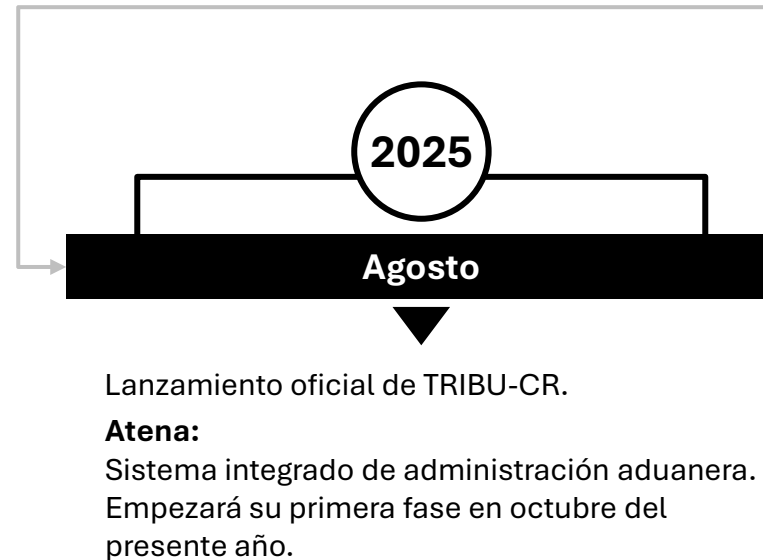 2025
Agosto
Lanzamiento oficial de TRIBU-CR.
Atena:
Sistema integrado de administración aduanera.
Empezará su primera fase en octubre del
presente año.